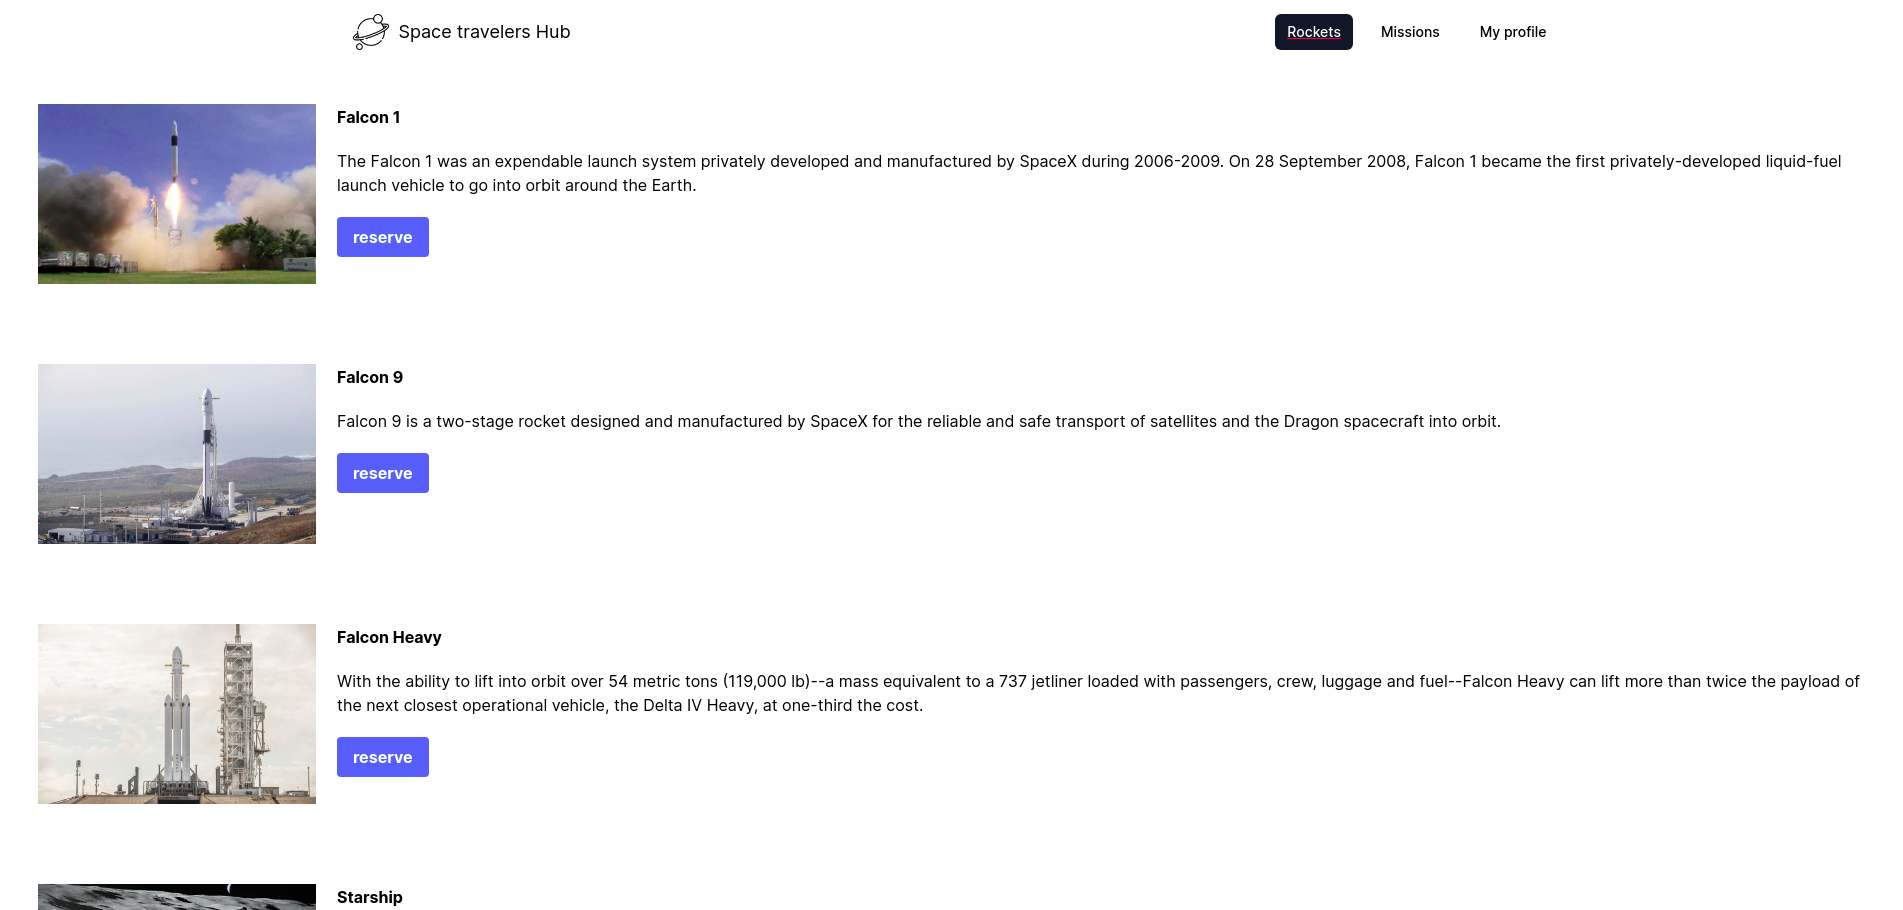 Space travelers Hub
Rockets
Missions
My profile
Falcon 1
The Falcon 1 was an expendable launch system privately developed and manufactured by SpaceX during 2006-2009. On 28 September 2008, Falcon 1 became the first privately-developed liquid-fuel
launch vehicle to go into orbit around the Earth.
reserve
Falcon 9
Falcon 9 is a two-stage rocket designed and manufactured by SpaceX for the reliable and safe transport of satellites and the Dragon spacecraft into orbit.
reserve
Falcon Heavy
With the ability to lift into orbit over 54 metric tons (119,000 lb)--a mass equivalent to a 737 jetliner loaded with passengers, crew, luggage and fuel--Falcon Heavy can lift more than twice the payload of
the next closest operational vehicle, the Delta IV Heavy, at one-third the cost.
reserve
Starship